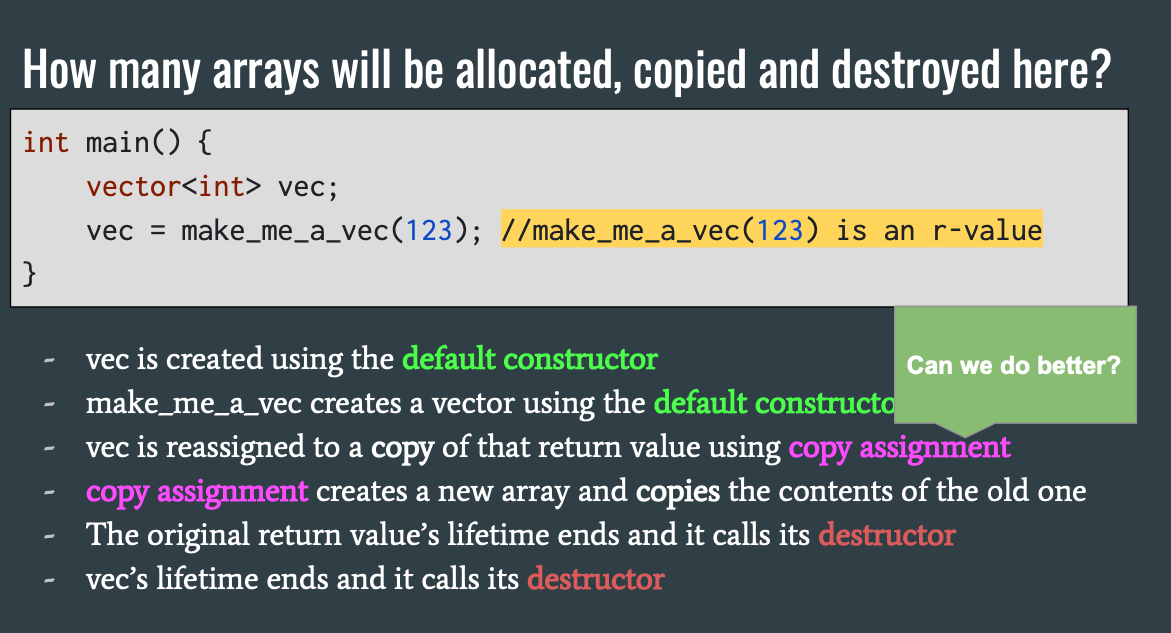 How many arrays will be allocated, copied and destroyed here?
int main() {
vector<int> vec;
vec = make_me_a_vec(123); //make_me_a_vec(123) is an r-value
}
- vec is created using the default constructor
- make_me_a_vec creates a vector using the default constructo
Can we do better?
- vec is reassigned to a copy of that return value using copy assignment
- copy assignment creates a new array and copies the contents of the old one
- The original return value’s lifetime ends and it calls its destructor
- vec’s lifetime ends and it calls its destructor